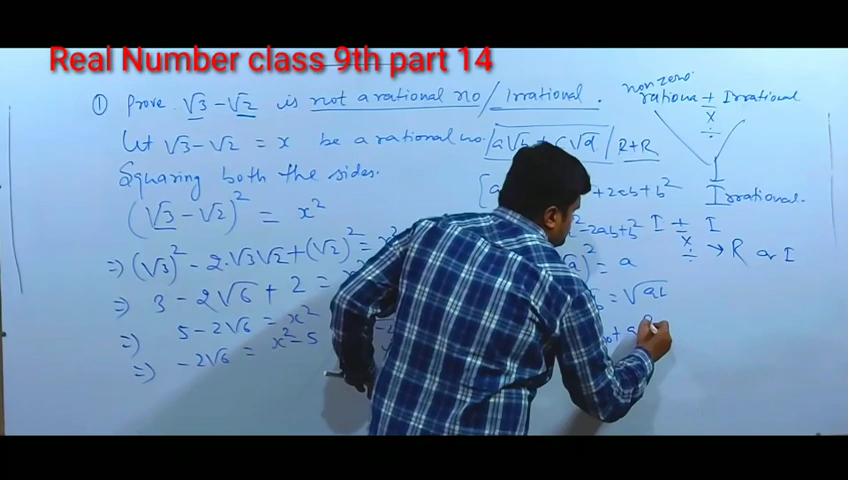 Real Number class 9th part 14
① Prove √3 - √2 is not a rational no / Irrational.
Let √3 - √2 = x be a rational no. / a√b + c√d / R+R
Squaring both the sides.
(√3 - √2)² = x²
⇒ (√3)² - 2.√3√2 + (√2)² =
⇒ 3 - 2√6 + 2 =
⇒) 5 - 2√6 = x²
⇒) - 2√6 = x² - 5
+ 2ab + b²
- 2ab + b²
)² = a
= √ab
not a
non zero
rationa ± Irrational
×
÷
Irrational.
I ± I
×
÷ → R or I